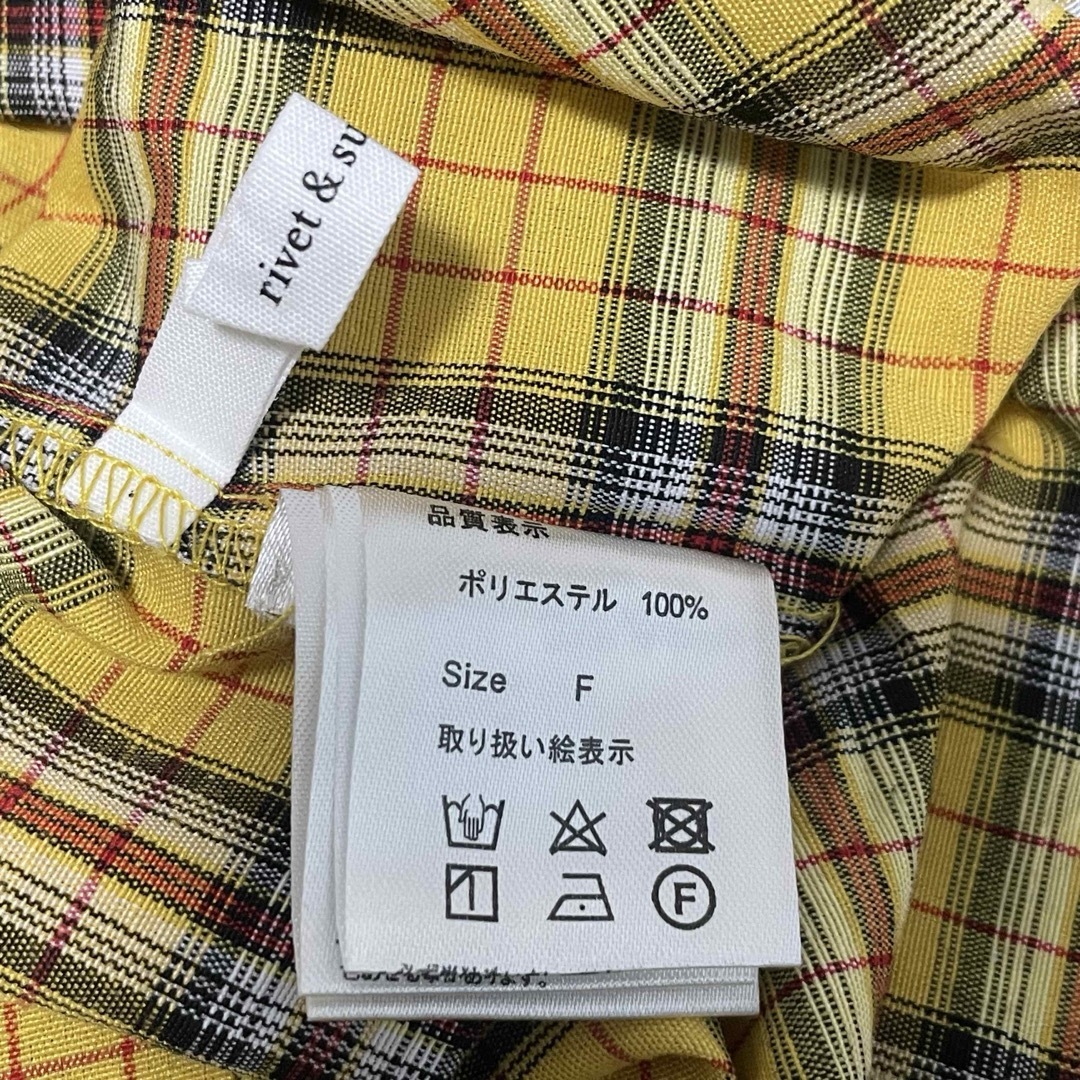 rivet & su
品質表示
ポリエステル 100%
Size F
取り扱い絵表示
F